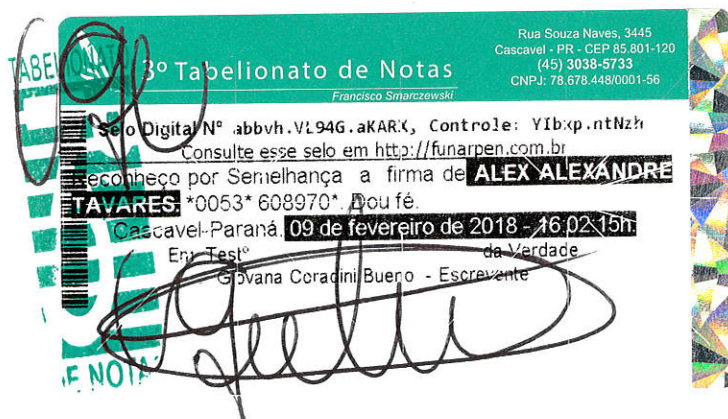 Rua Souza Naves, 3445
Cascavel - PR - CEP 85.801-120
(45) 3038-5733
CNPJ: 78.678.448/0001-56
TABELIONAT
3º Tabelionato de Notas
Francisco Smarczewski
Selo Digital Nº abbvh.VL94G.aKARX, Controle: YIbxp.ntNzh
Consulte esse selo em http://funarpen.com.br
Reconheço por Semelhança a firma de ALEX ALEXANDRE
TAVARES. *0053* 608970*. Dou fé.
Cascavel-Paraná, 09 de fevereiro de 2018 - 16:02:15h.
Em Testº da Verdade
Giovana Coradini Bueno - Escrevente
E NOTA